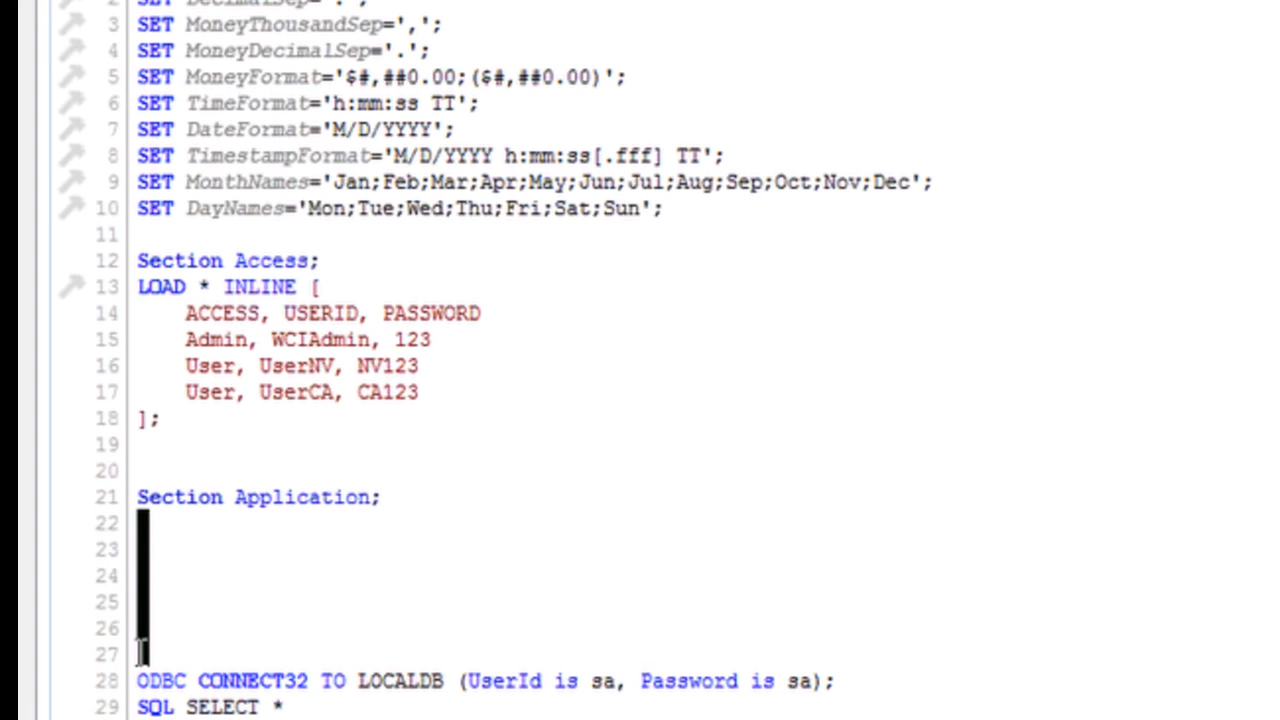 2 SET DecimalSep='.';
3 SET MoneyThousandSep=',';
4 SET MoneyDecimalSep='.';
5 SET MoneyFormat='$#,##0.00;($#,##0.00)';
6 SET TimeFormat='h:mm:ss TT';
7 SET DateFormat='M/D/YYYY';
8 SET TimestampFormat='M/D/YYYY h:mm:ss[.fff] TT';
9 SET MonthNames='Jan;Feb;Mar;Apr;May;Jun;Jul;Aug;Sep;Oct;Nov;Dec';
10 SET DayNames='Mon;Tue;Wed;Thu;Fri;Sat;Sun';
11
12 Section Access;
13 LOAD * INLINE [
14 ACCESS, USERID, PASSWORD
15 Admin, WCIAdmin, 123
16 User, UserNV, NV123
17 User, UserCA, CA123
18 ];
19
20
21 Section Application;
22
23
24
25
26
27
28 ODBC CONNECT32 TO LOCALDB (UserId is sa, Password is sa);
29 SQL SELECT *